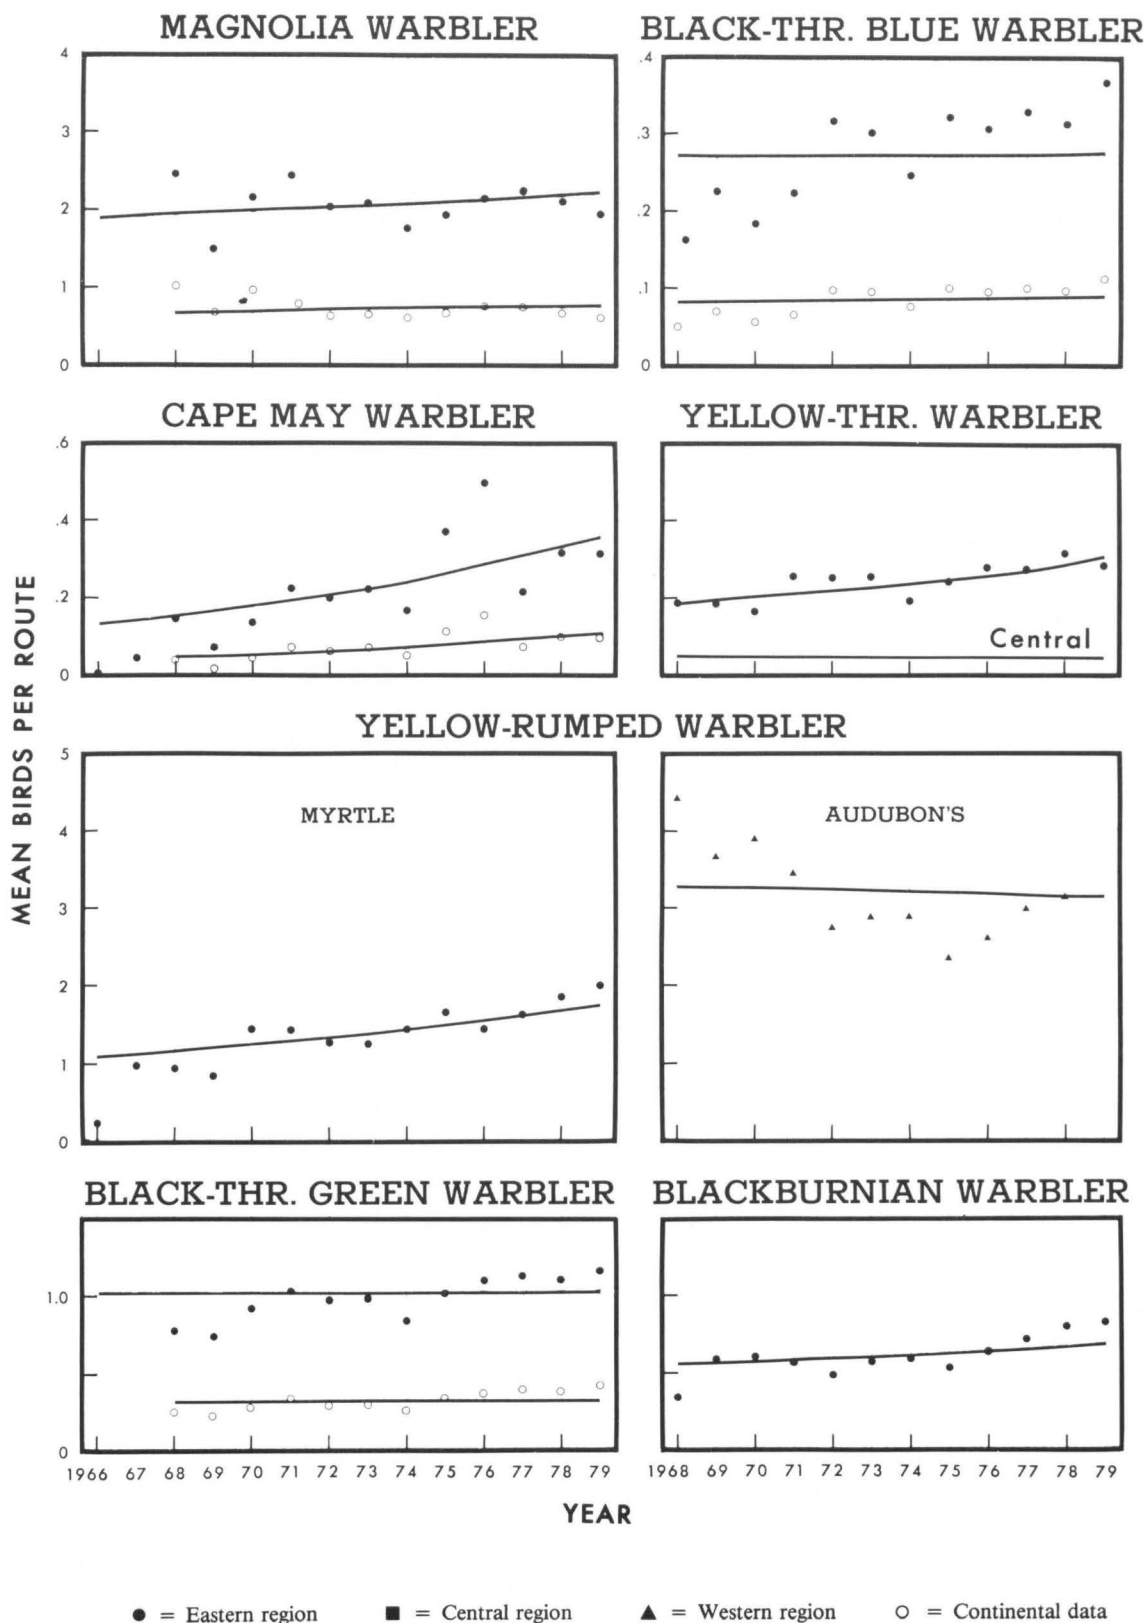 MAGNOLIA WARBLER
BLACK-THR. BLUE WARBLER
4
3
2
1
0
.4
.3
.2
.1
0
CAPE MAY WARBLER
YELLOW-THR. WARBLER
.6
.4
.2
0
Central
MEAN BIRDS PER ROUTE
YELLOW-RUMPED WARBLER
5
4
3
2
1
0
MYRTLE
AUDUBON'S
BLACK-THR. GREEN WARBLER
BLACKBURNIAN WARBLER
1.0
0
1966 67 68 69 70 71 72 73 74 75 76 77 78 79
1968 69 70 71 72 73 74 75 76 77 78 79
YEAR
● = Eastern region ■ = Central region ▲ = Western region ○ = Continental data